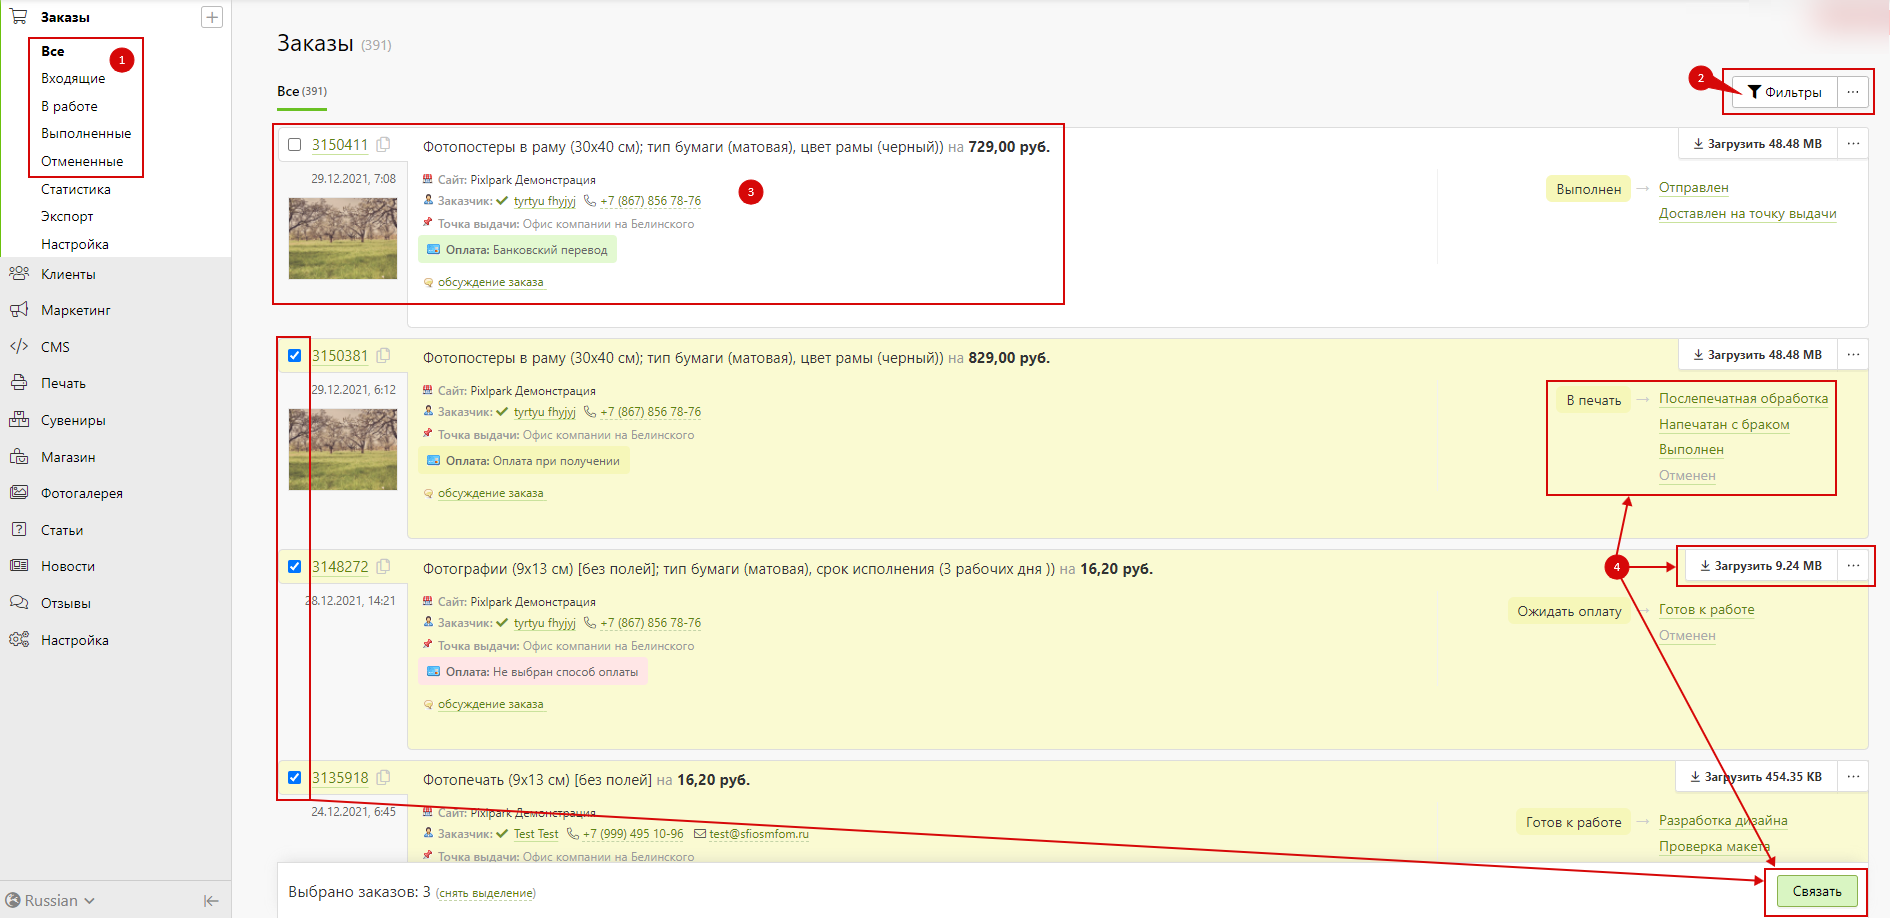 Заказы
Все
1
Входящие
В работе
Выполненные
Отмененные
Статистика
Экспорт
Настройка
Клиенты
Маркетинг
CMS
Печать
Сувениры
Магазин
Фотогалерея
Статьи
Новости
Отзывы
Настройка
Russian
Заказы (391)
Все (391)
2
Фильтры ...
3150411
Фотопостеры в раму (30x40 см); тип бумаги (матовая), цвет рамы (черный)) на 729,00 руб.
Загрузить 48.48 MB ...
29.12.2021, 7:08
Сайт: Pixlpark Демонстрация
Заказчик: tyrtyu fhyjyj +7 (867) 856 78-76
3
Точка выдачи: Офис компании на Белинского
Оплата: Банковский перевод
обсуждение заказа
Выполнен → Отправлен
Доставлен на точку выдачи
3150381
Фотопостеры в раму (30x40 см); тип бумаги (матовая), цвет рамы (черный)) на 829,00 руб.
Загрузить 48.48 MB ...
29.12.2021, 6:12
Сайт: Pixlpark Демонстрация
Заказчик: tyrtyu fhyjyj +7 (867) 856 78-76
Точка выдачи: Офис компании на Белинского
Оплата: Оплата при получении
обсуждение заказа
В печать → Послепечатная обработка
Напечатан с браком
Выполнен
Отменен
3148272
Фотографии (9x13 см) [без полей]; тип бумаги (матовая), срок исполнения (3 рабочих дня )) на 16,20 руб.
4
Загрузить 9.24 MB ...
28.12.2021, 14:21
Сайт: Pixlpark Демонстрация
Заказчик: tyrtyu fhyjyj +7 (867) 856 78-76
Точка выдачи: Офис компании на Белинского
Оплата: Не выбран способ оплаты
обсуждение заказа
Ожидать оплату → Готов к работе
Отменен
3135918
Фотопечать (9x13 см) [без полей] на 16,20 руб.
Загрузить 454.35 KB ...
24.12.2021, 6:45
Сайт: Pixlpark Демонстрация
Заказчик: Test Test +7 (999) 495 10-96 test@sfiosmfom.ru
Точка выдачи: Офис компании на Белинского
Готов к работе → Разработка дизайна
Проверка макета
Выбрано заказов: 3 (снять выделение)
Связать